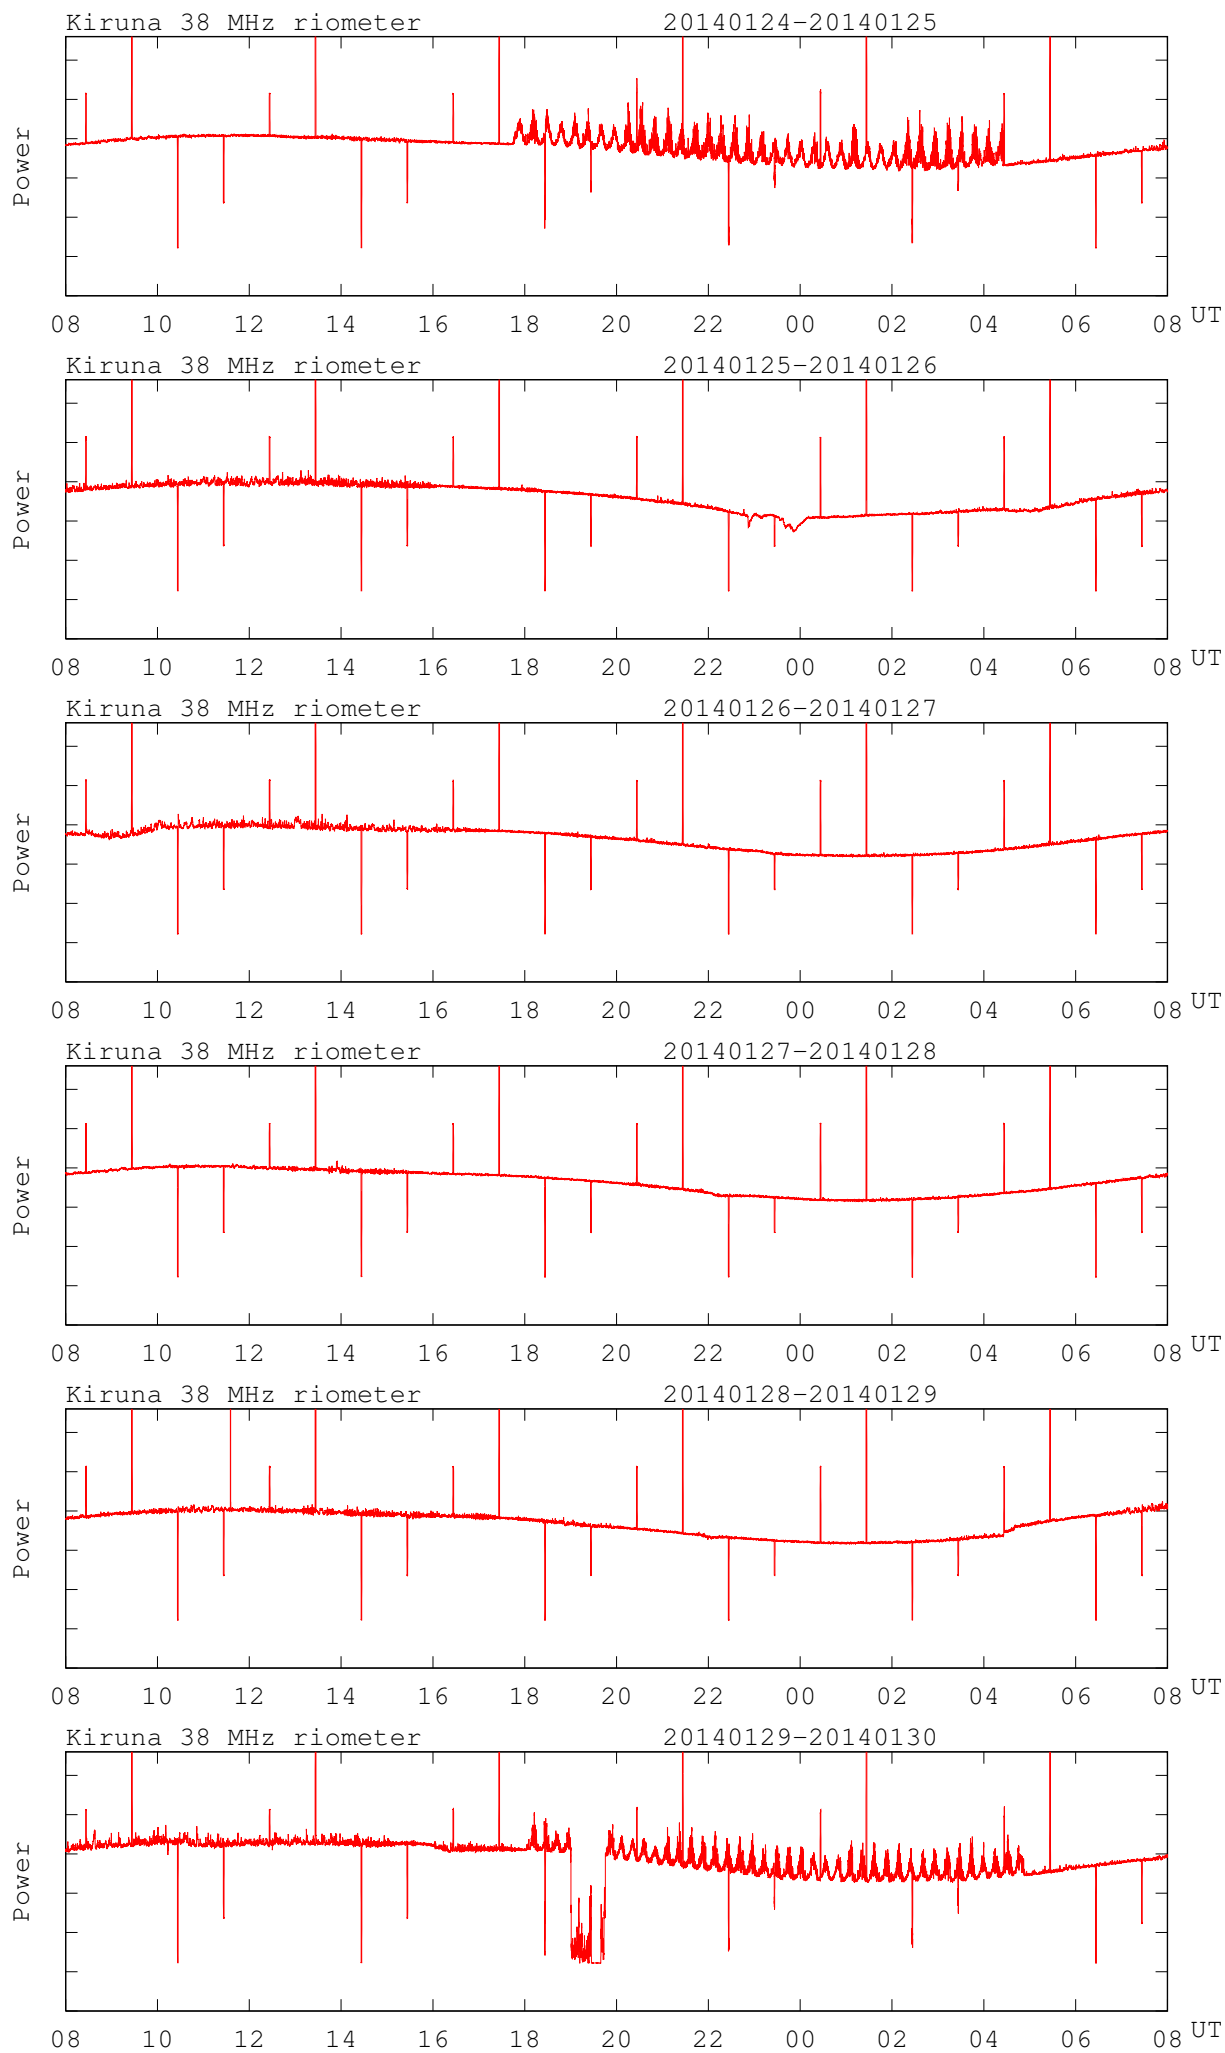 Kiruna 38 MHz riometer 20140124-20140125
Power
08 10 12 14 16 18 20 22 00 02 04 06 08 UT
Kiruna 38 MHz riometer 20140125-20140126
Power
08 10 12 14 16 18 20 22 00 02 04 06 08 UT
Kiruna 38 MHz riometer 20140126-20140127
Power
08 10 12 14 16 18 20 22 00 02 04 06 08 UT
Kiruna 38 MHz riometer 20140127-20140128
Power
08 10 12 14 16 18 20 22 00 02 04 06 08 UT
Kiruna 38 MHz riometer 20140128-20140129
Power
08 10 12 14 16 18 20 22 00 02 04 06 08 UT
Kiruna 38 MHz riometer 20140129-20140130
Power
08 10 12 14 16 18 20 22 00 02 04 06 08 UT